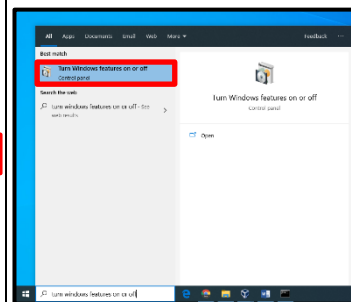 All Apps Documents Email Web More Feedback ...
Best match
Turn Windows features on or off
Control panel
Turn Windows features on or off
Control panel
Search the web
turn windows features on or off - See
web results
Open
turn windows features on or off